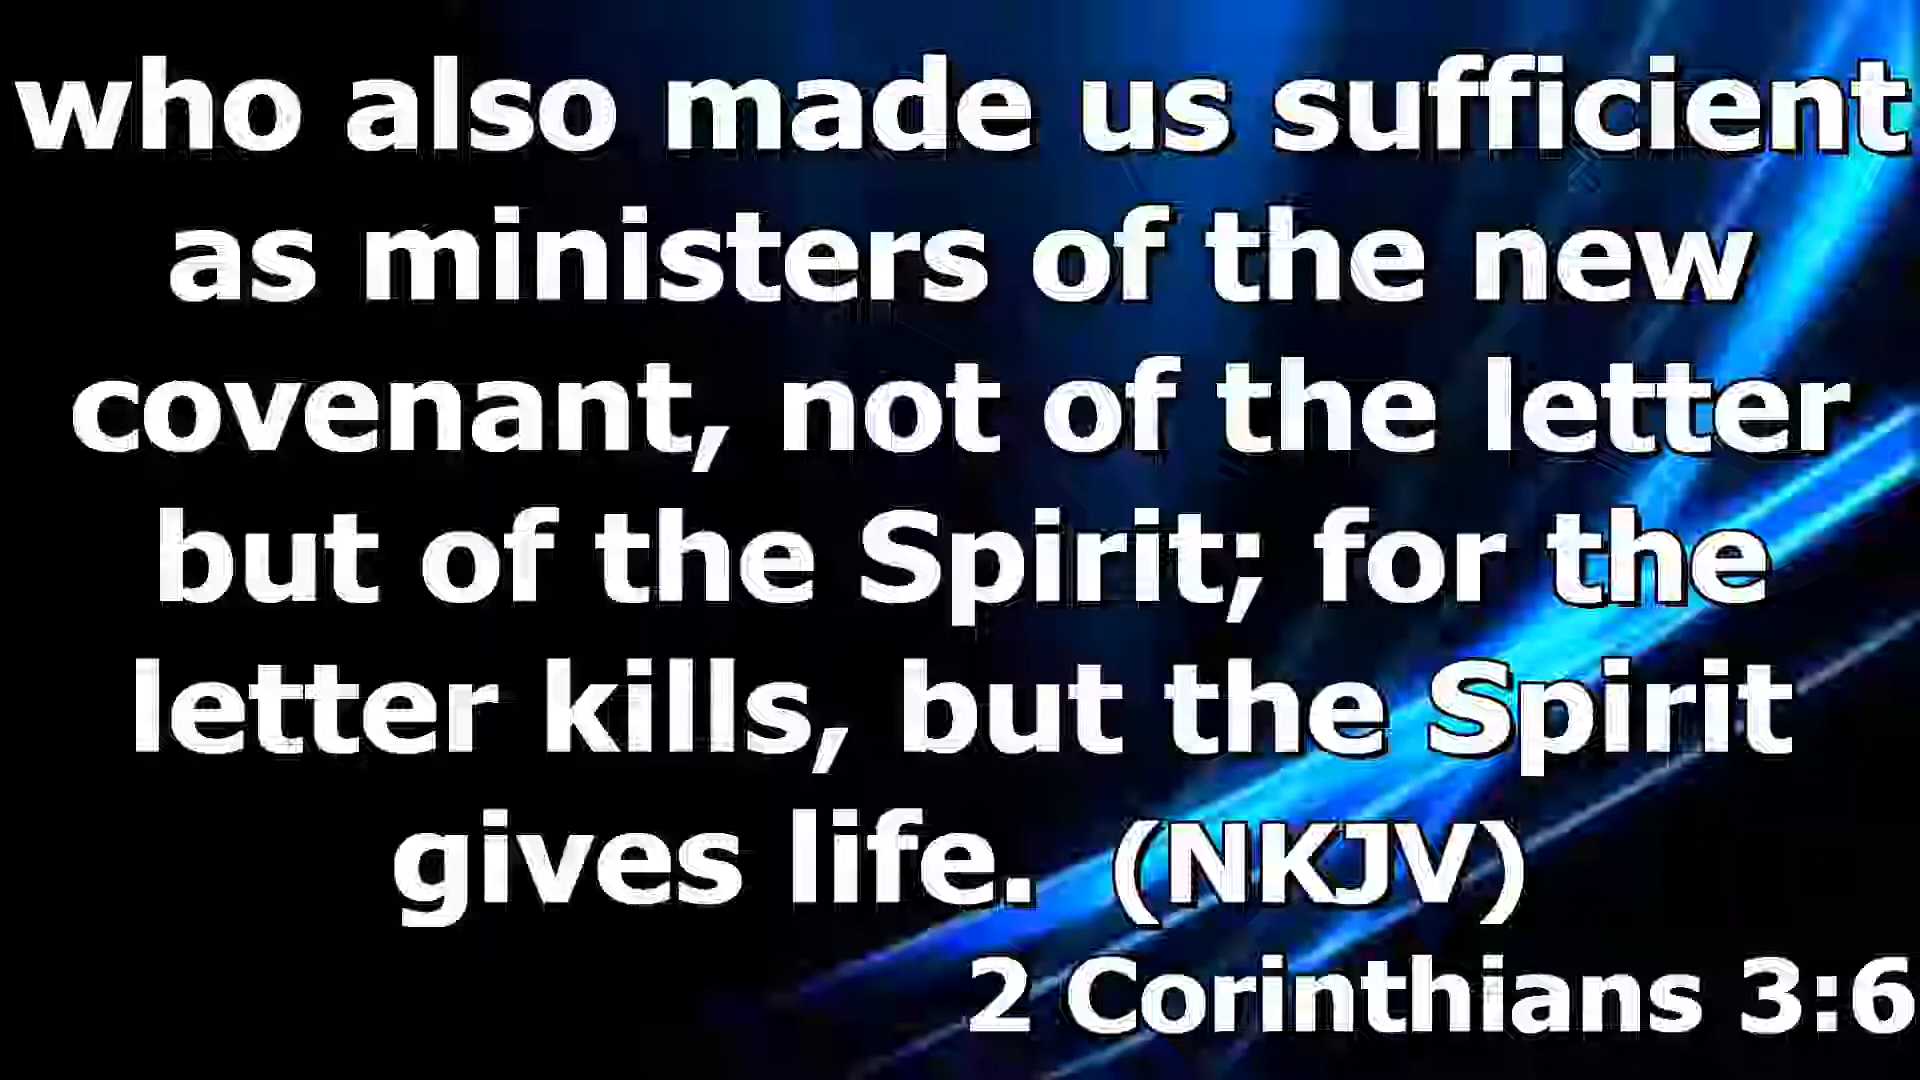 who also made us sufficient
as ministers of the new
covenant, not of the letter
but of the Spirit; for the
letter kills, but the Spirit
gives life.  (NKJV)
2 Corinthians 3:6